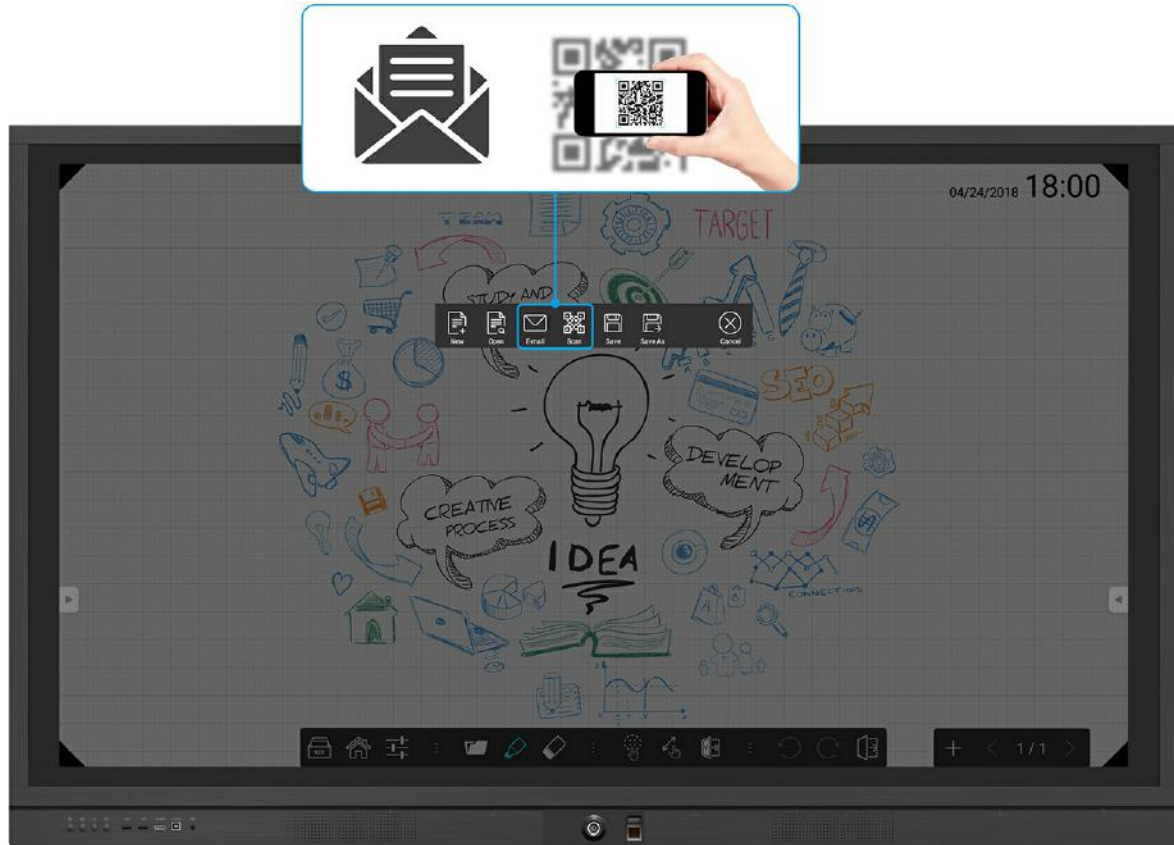 04/24/2018 18:00
TEAM
TARGET
STUDY AND
New
Open
E-mail
Scan
Save
Save As
Cancel
SEO
DEVELOP
MENT
CREATIVE
PROCESS
IDEA
CONNECTIONS
1/1